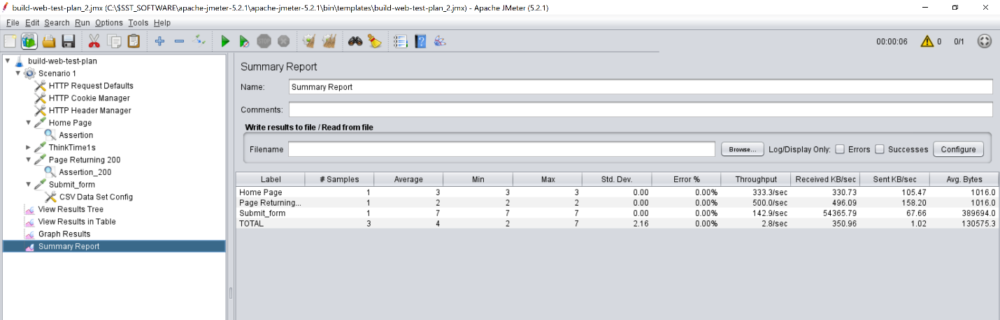 build-web-test-plan_2.jmx (C:\$SST_SOFTWARE\apache-jmeter-5.2.1\apache-jmeter-5.2.1\bin\templates\build-web-test-plan_2.jmx) - Apache JMeter (5.2.1)
File Edit Search Run Options Tools Help
00:00:06 0 0/1
build-web-test-plan
Scenario 1
HTTP Request Defaults
HTTP Cookie Manager
HTTP Header Manager
Home Page
Assertion
ThinkTime1s
Page Returning 200
Assertion_200
Submit_form
CSV Data Set Config
View Results Tree
View Results in Table
Graph Results
Summary Report
Summary Report
Name: Summary Report
Comments:
Write results to file / Read from file
Filename Browse... Log/Display Only: Errors Successes Configure
Label # Samples Average Min Max Std. Dev. Error % Throughput Received KB/sec Sent KB/sec Avg. Bytes
Home Page 1 3 3 3 0.00 0.00% 333.3/sec 330.73 105.47 1016.0
Page Returning... 1 2 2 2 0.00 0.00% 500.0/sec 496.09 158.20 1016.0
Submit_form 1 7 7 7 0.00 0.00% 142.9/sec 54365.79 67.66 389694.0
TOTAL 3 4 2 7 2.16 0.00% 2.8/sec 350.96 1.02 130575.3